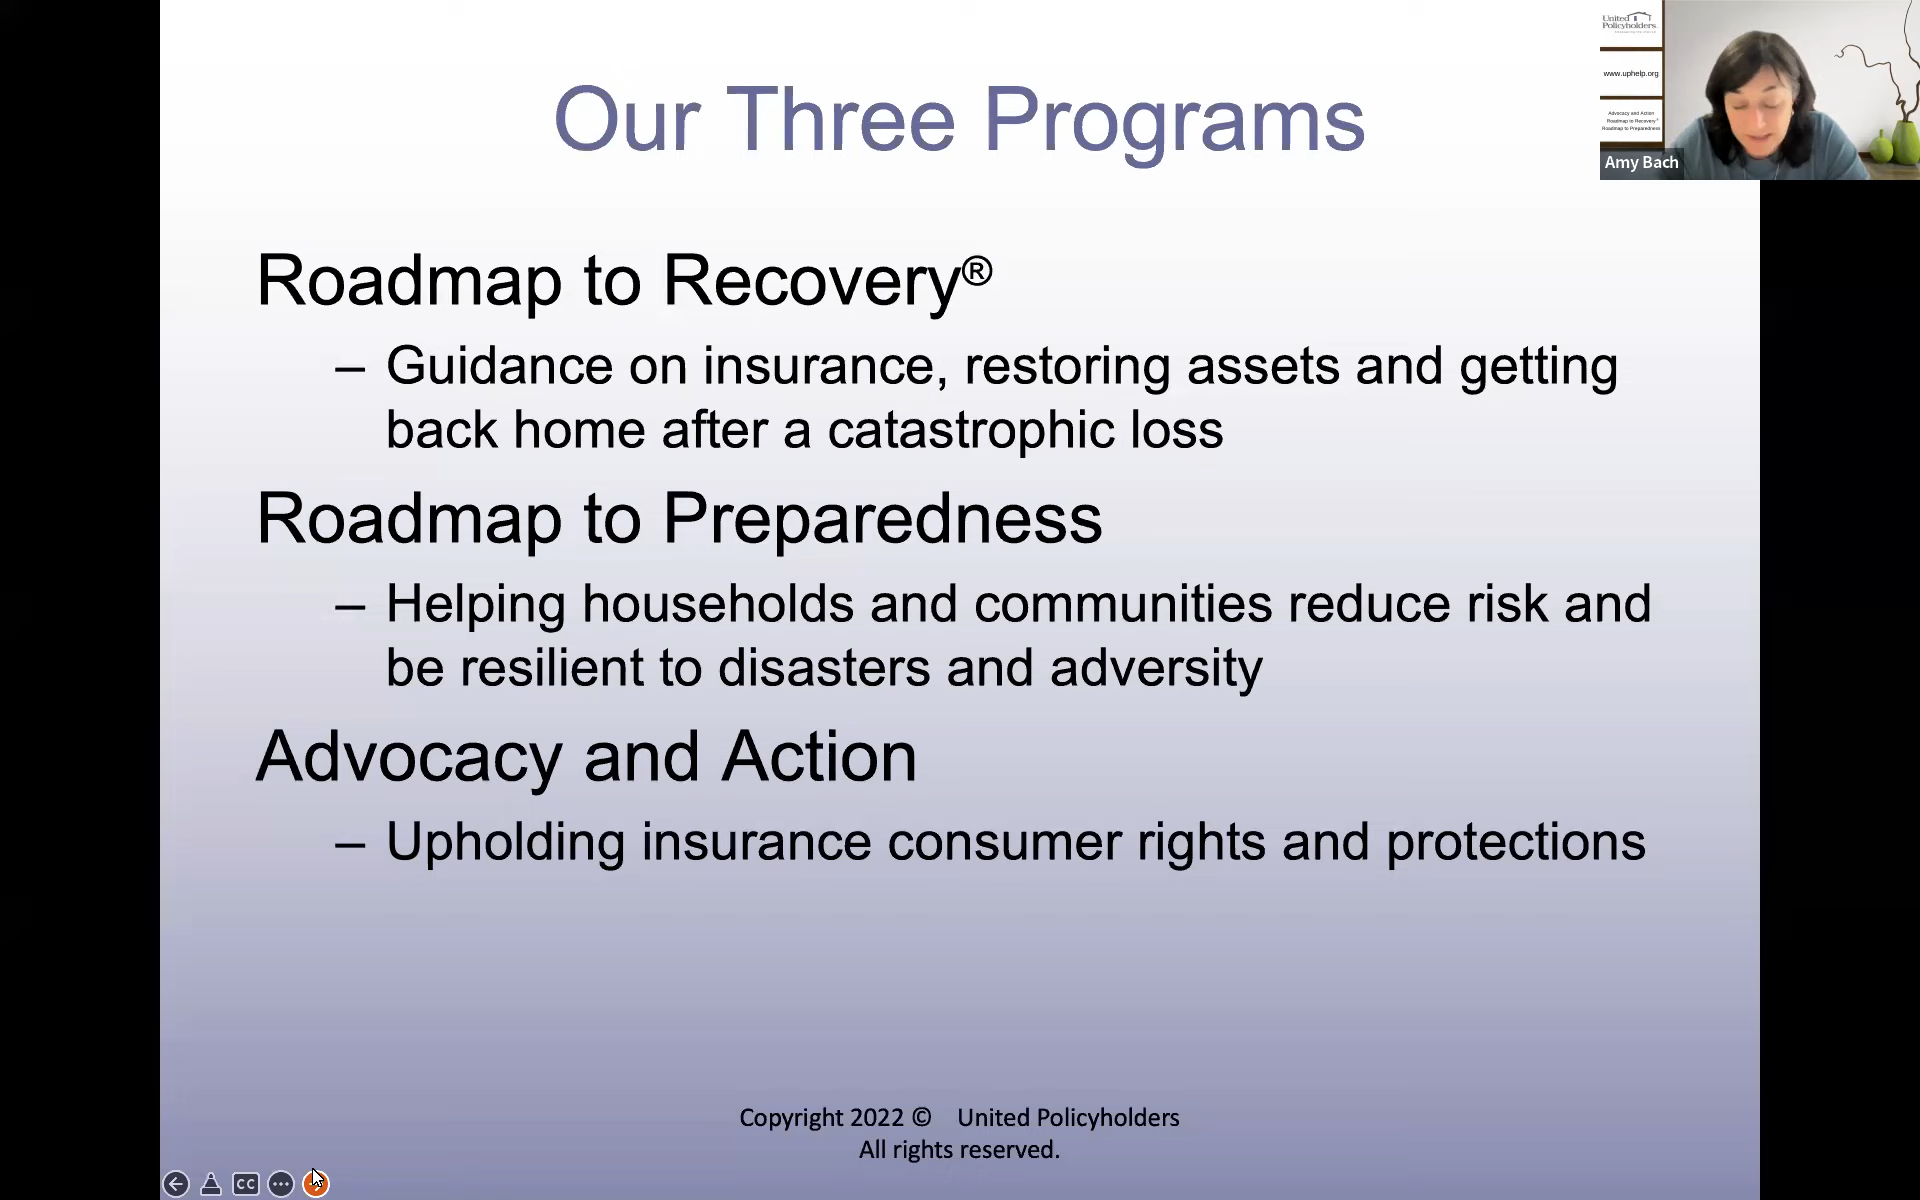 Our Three Programs
Roadmap to Recovery®
– Guidance on insurance, restoring assets and getting
back home after a catastrophic loss
Roadmap to Preparedness
– Helping households and communities reduce risk and
be resilient to disasters and adversity
Advocacy and Action
– Upholding insurance consumer rights and protections
Copyright 2022 © United Policyholders
All rights reserved.
United
Policyholders
www.uphelp.org
Advocacy and Action
Roadmap to Recovery®
Roadmap to Preparedness
Amy Bach
CC